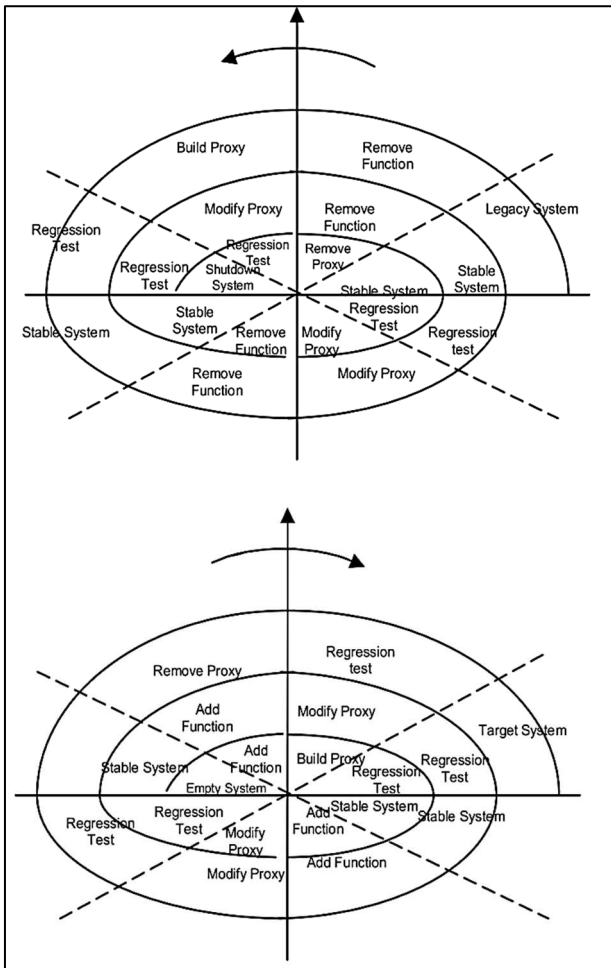 Build Proxy
Remove
Function
Modify Proxy
Remove
Function
Legacy System
Regression
Test
Regression
Test
Regression
Test
Shutdown
System
Remove
Proxy
Stable System
Stable
System
Stable System
Stable
System
Remove
Function
Modify
Proxy
Regression
Test
Regression
test
Remove
Function
Modify Proxy
Remove Proxy
Regression
test
Add
Function
Modify Proxy
Target System
Stable System
Add
Function
Build Proxy
Regression
Test
Regression
Test
Empty System
Stable System
Stable System
Regression
Test
Regression
Test
Modify
Proxy
Add
Function
Modify Proxy
Add Function